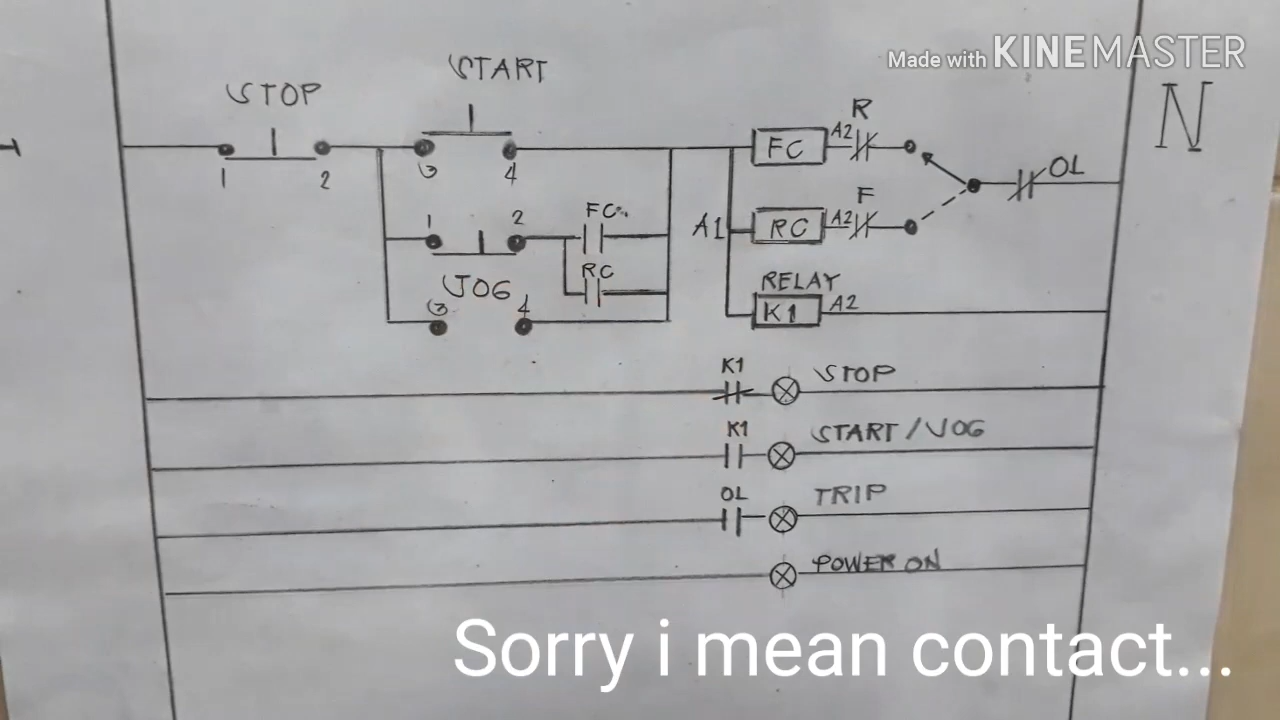 Made with KINEMASTER
START
STOP
R
A2
N
FC
3
4
1
2
OL
F
1
2
FC
A1
RC
A2
RC
JOG
RELAY
3
4
K1
A2
K1
STOP
K1
START/JOG
OL
TRIP
POWER ON
Sorry i mean contact...